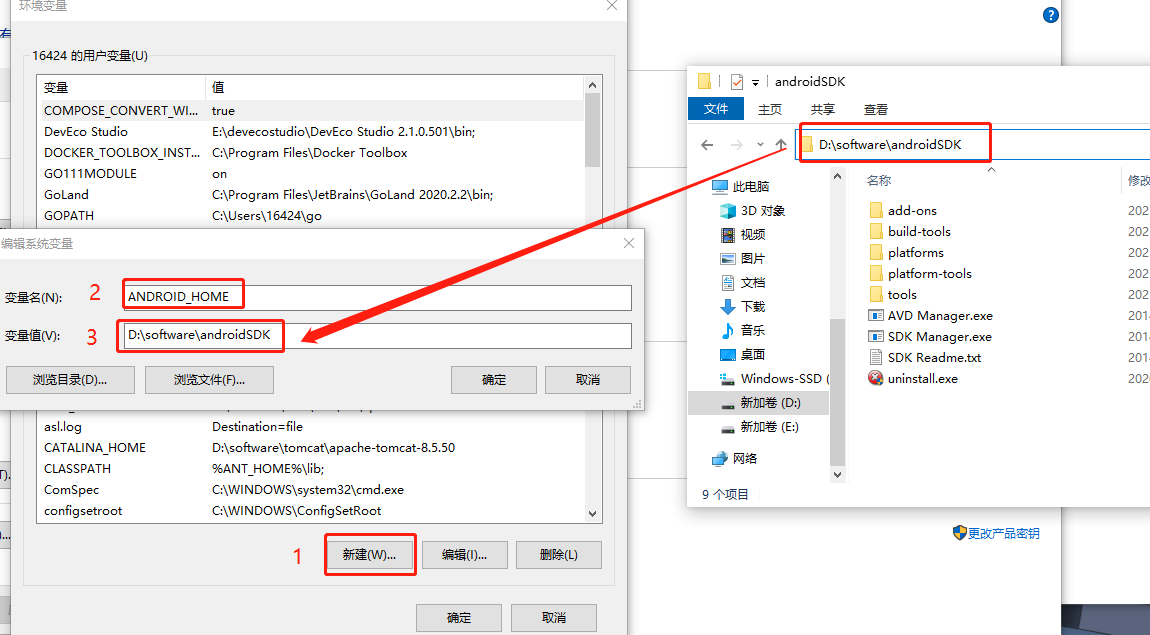 环境变量
16424 的用户变量(U)
变量 值
COMPOSE_CONVERT_WI... true
DevEco Studio E:\devecostudio\DevEco Studio 2.1.0.501\bin;
DOCKER_TOOLBOX_INST... C:\Program Files\Docker Toolbox
GO111MODULE on
GoLand C:\Program Files\JetBrains\GoLand 2020.2.2\bin;
GOPATH C:\Users\16424\go
编辑系统变量
变量名(N): 2 ANDROID_HOME
变量值(V): 3 D:\software\androidSDK
浏览目录(D)... 浏览文件(F)... 确定 取消
asl.log Destination=file
CATALINA_HOME D:\software\tomcat\apache-tomcat-8.5.50
CLASSPATH %ANT_HOME%\lib;
ComSpec C:\WINDOWS\system32\cmd.exe
configsetroot C:\WINDOWS\ConfigSetRoot
1 新建(W)... 编辑(I)... 删除(L)
确定 取消
?
androidSDK
文件 主页 共享 查看
D:\software\androidSDK
此电脑
3D 对象
视频
图片
文档
下载
音乐
桌面
Windows-SSD (
新加卷 (D:)
新加卷 (E:)
网络
名称 修改
add-ons 202
build-tools 202
platforms 202
platform-tools 202
tools 202
AVD Manager.exe 201
SDK Manager.exe 201
SDK Readme.txt 201
uninstall.exe 202
9 个项目
更改产品密钥